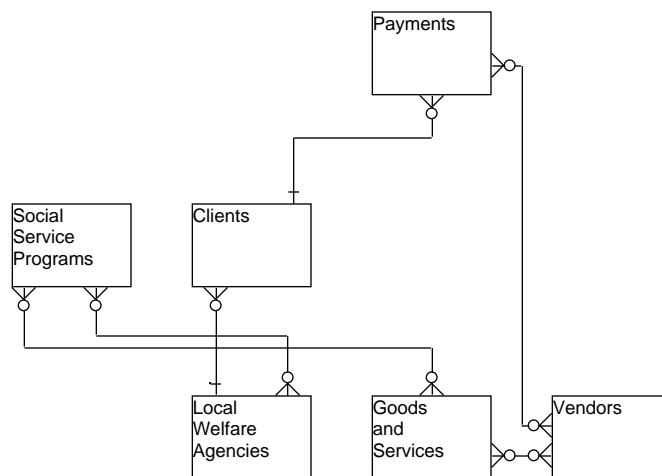 Payments
Social
Service
Programs
Clients
Local
Welfare
Agencies
Goods
and
Services
Vendors